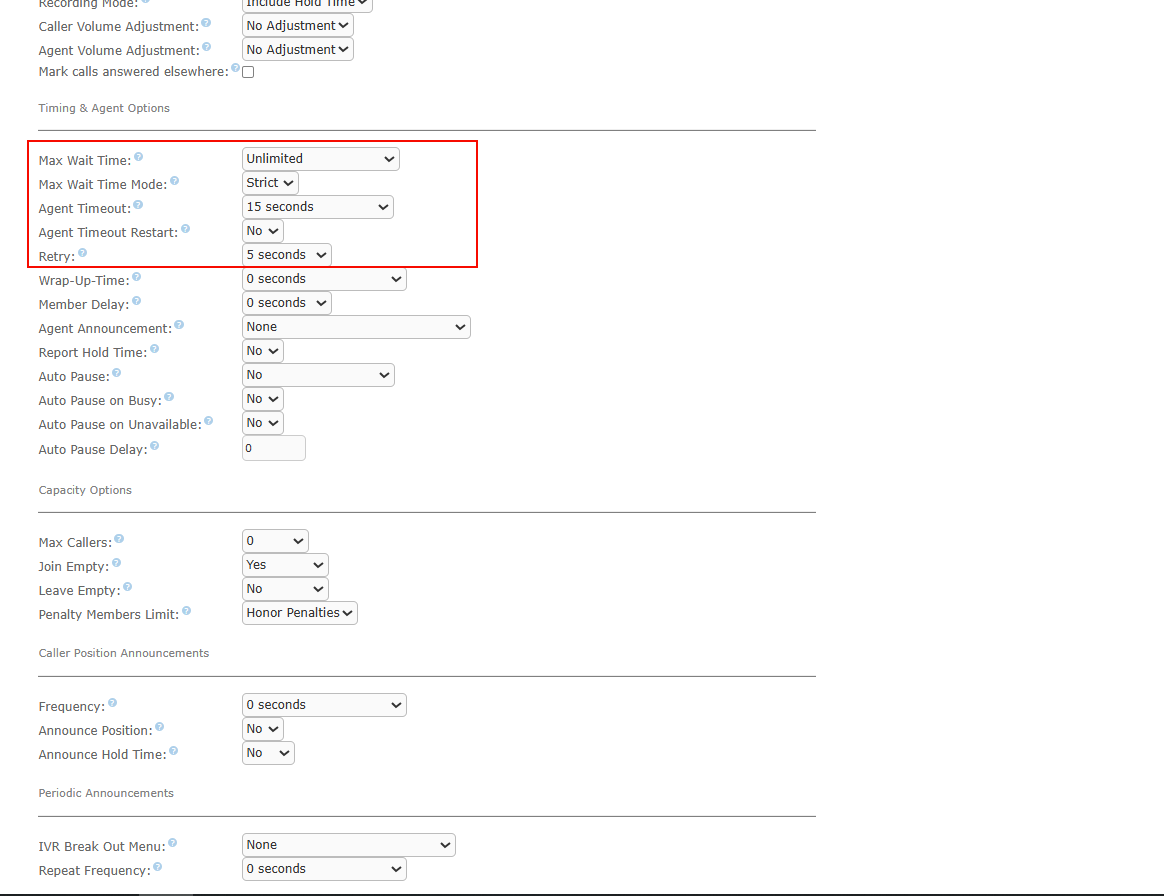 Recording Mode: Include Hold Time
Caller Volume Adjustment: ? No Adjustment
Agent Volume Adjustment: ? No Adjustment
Mark calls answered elsewhere: ?
Timing & Agent Options
Max Wait Time: ? Unlimited
Max Wait Time Mode: ? Strict
Agent Timeout: ? 15 seconds
Agent Timeout Restart: ? No
Retry: ? 5 seconds
Wrap-Up-Time: ? 0 seconds
Member Delay: ? 0 seconds
Agent Announcement: ? None
Report Hold Time: ? No
Auto Pause: ? No
Auto Pause on Busy: ? No
Auto Pause on Unavailable: ? No
Auto Pause Delay: ? 0
Capacity Options
Max Callers: ? 0
Join Empty: ? Yes
Leave Empty: ? No
Penalty Members Limit: ? Honor Penalties
Caller Position Announcements
Frequency: ? 0 seconds
Announce Position: ? No
Announce Hold Time: ? No
Periodic Announcements
IVR Break Out Menu: ? None
Repeat Frequency: ? 0 seconds